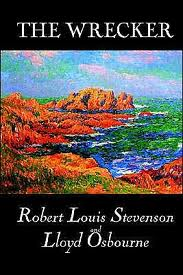 THE WRECKER
Robert Louis Stevenson
and
Lloyd Osbourne